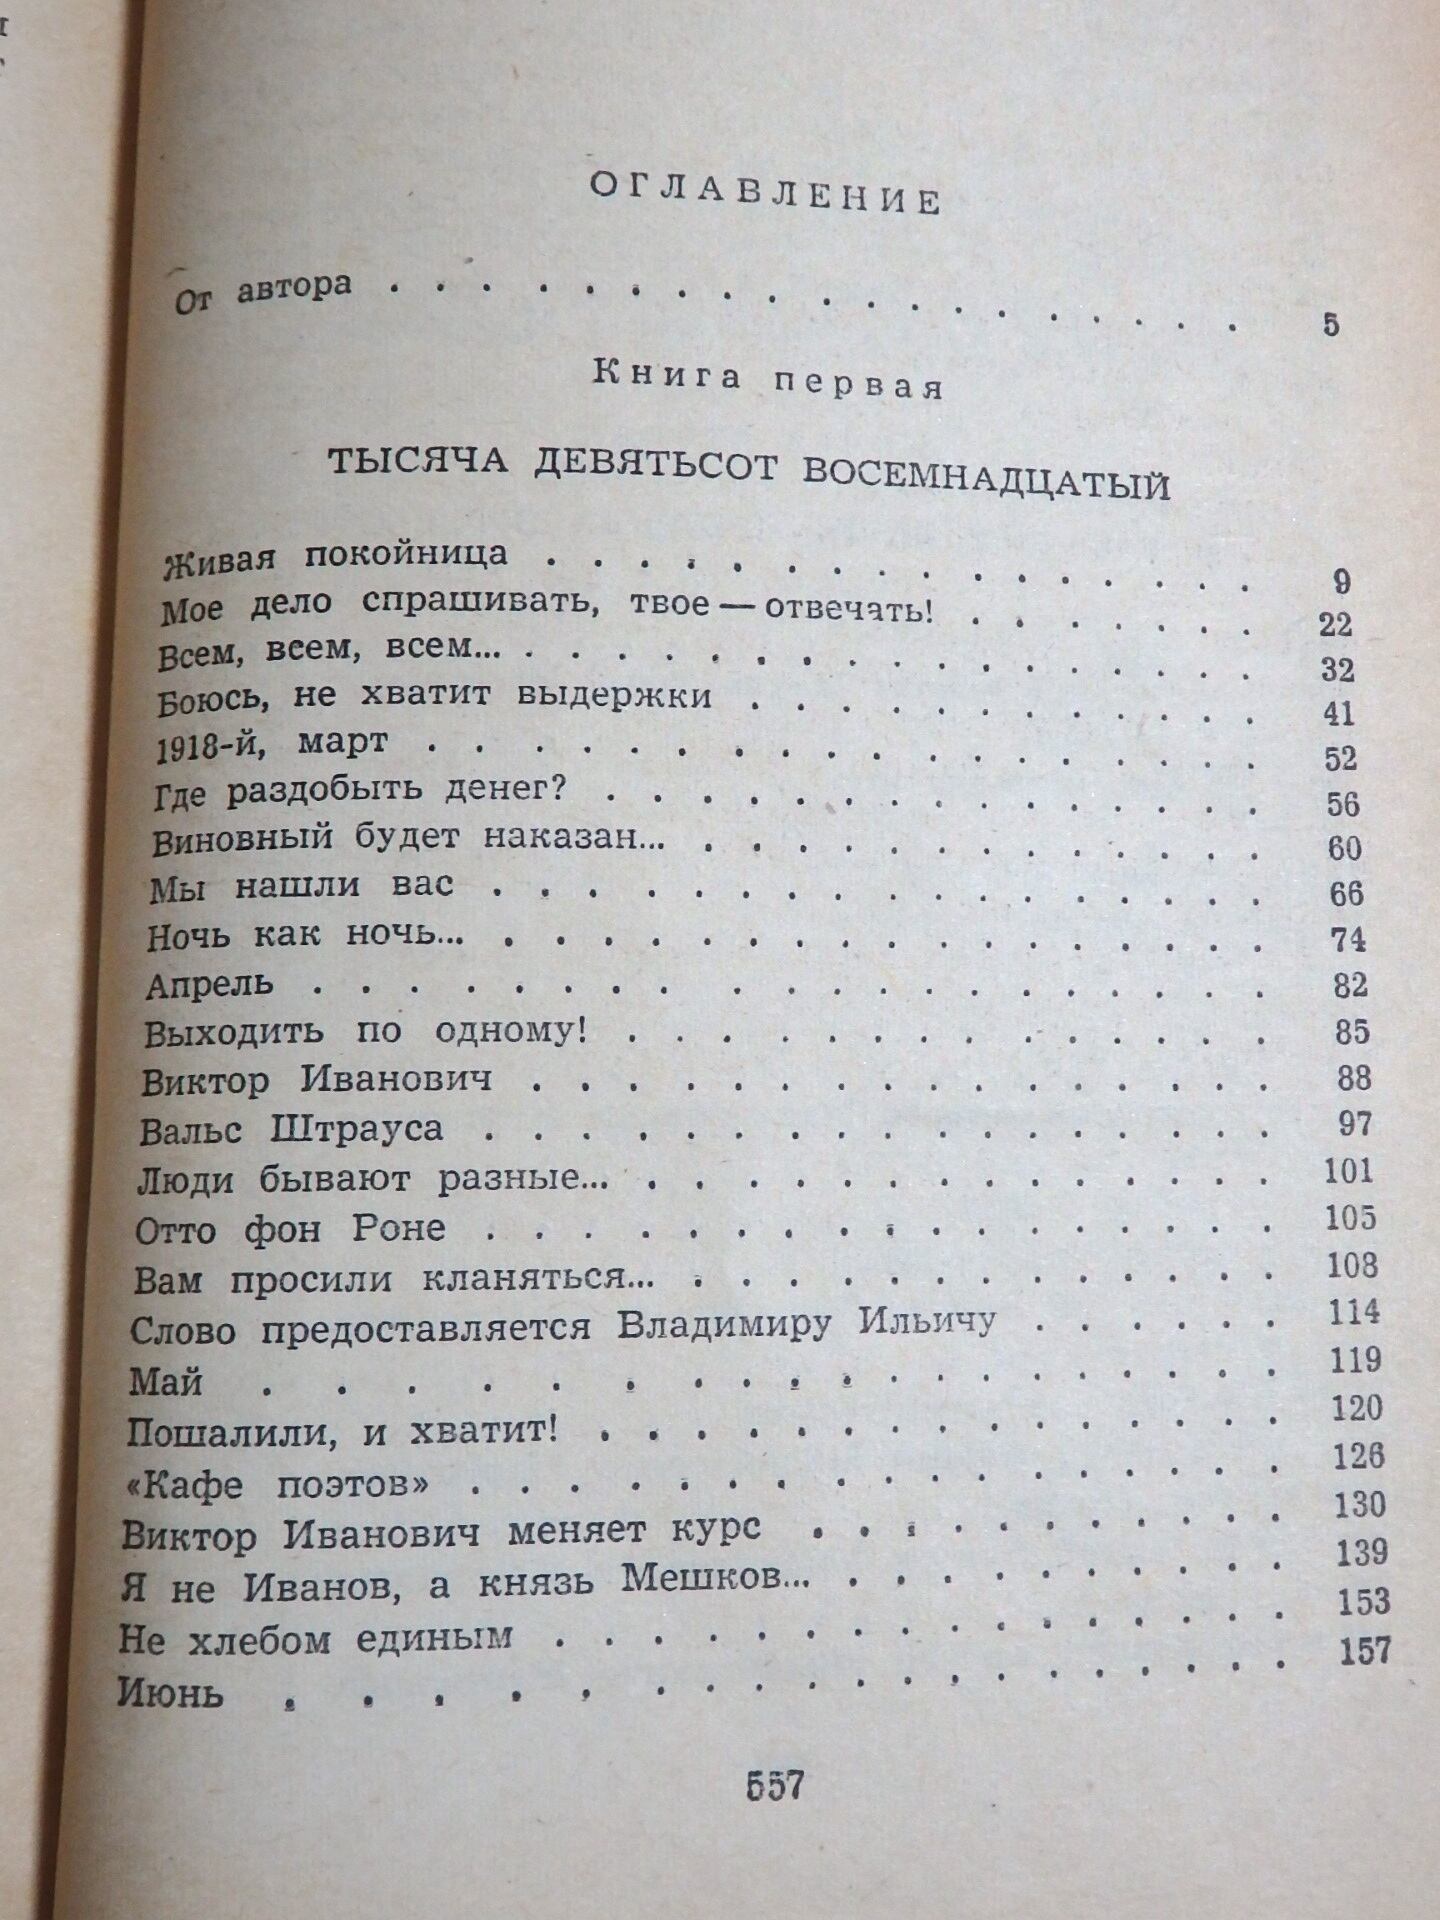 ОГЛАВЛЕНИЕ
От автора . . . . . . . . . . . . . . . . . . . 5
Книга первая
ТЫСЯЧА ДЕВЯТЬСОТ ВОСЕМНАДЦАТЫЙ
Живая покойница . . . . . . . . . . . . . . . 9
Мое дело спрашивать, твое — отвечать! . . . . . . . 22
Всем, всем, всем... . . . . . . . . . . . . . . . . 32
Боюсь, не хватит выдержки . . . . . . . . . . . 41
1918-й, март . . . . . . . . . . . . . . . . . 52
Где раздобыть денег? . . . . . . . . . . . . . . 56
Виновный будет наказан... . . . . . . . . . . . . 60
Мы нашли вас . . . . . . . . . . . . . . . . 66
Ночь как ночь... . . . . . . . . . . . . . . . . 74
Апрель . . . . . . . . . . . . . . . . . . . 82
Выходить по одному! . . . . . . . . . . . . . 85
Виктор Иванович . . . . . . . . . . . . . . . 88
Вальс Штрауса . . . . . . . . . . . . . . . . 97
Люди бывают разные... . . . . . . . . . . . . . 101
Отто фон Роне . . . . . . . . . . . . . . . . 105
Вам просили кланяться... . . . . . . . . . . . . 108
Слово предоставляется Владимиру Ильичу . . . . . . 114
Май . . . . . . . . . . . . . . . . . 119
Пошалили, и хватит! . . . . . . . . . . . . . . 120
«Кафе поэтов» . . . . . . . . . . . . . . . . 126
Виктор Иванович меняет курс . . . . . . . . . . . 130
Я не Иванов, а князь Мешков... . . . . . . . . . . 139
Не хлебом единым . . . . . . . . . . . . . . . 153
Июнь . . . . . . . . . . . . . . . . . . 157
557